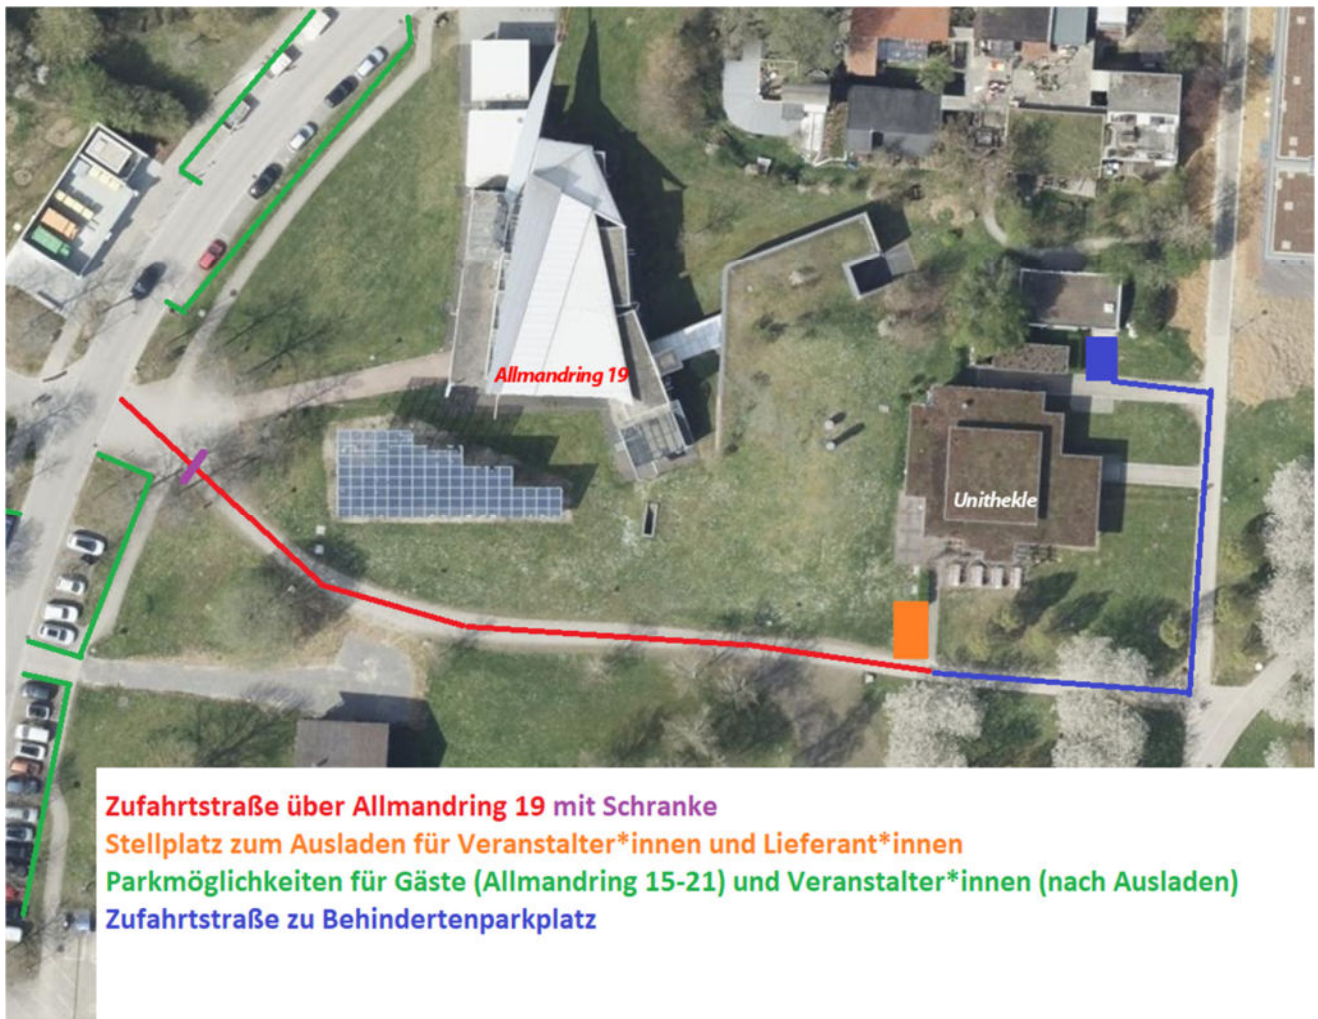 Allmandring 19
Unithekle
Zufahrtstraße über Allmandring 19 mit Schranke
Stellplatz zum Ausladen für Veranstalter*innen und Lieferant*innen
Parkmöglichkeiten für Gäste (Allmandring 15-21) und Veranstalter*innen (nach Ausladen)
Zufahrtstraße zu Behindertenparkplatz